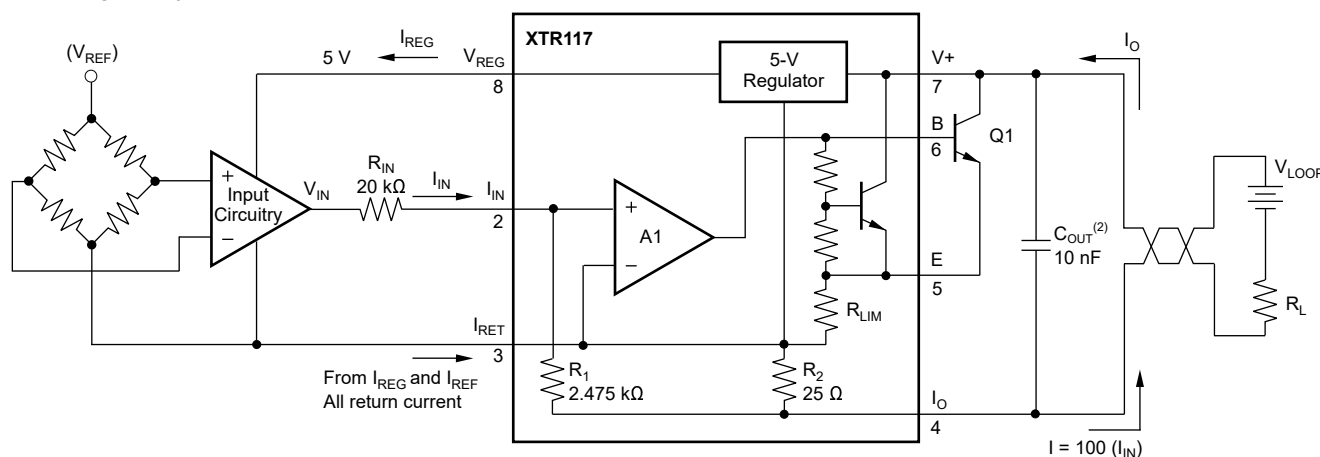 XTR117
(V_REF)
5 V
I_REG
V_REG
8
5-V
Regulator
V+
7
I_O
B
6
Q1
R_IN
20 kΩ
V_IN
I_IN
I_IN
2
+
−
Input
Circuitry
+
−
A1
V_LOOP
C_OUT(2)
10 nF
E
5
R_LIM
R_L
I_RET
3
From I_REG and I_REF
All return current
R_1
2.475 kΩ
R_2
25 Ω
I_O
4
I = 100 (I_IN)